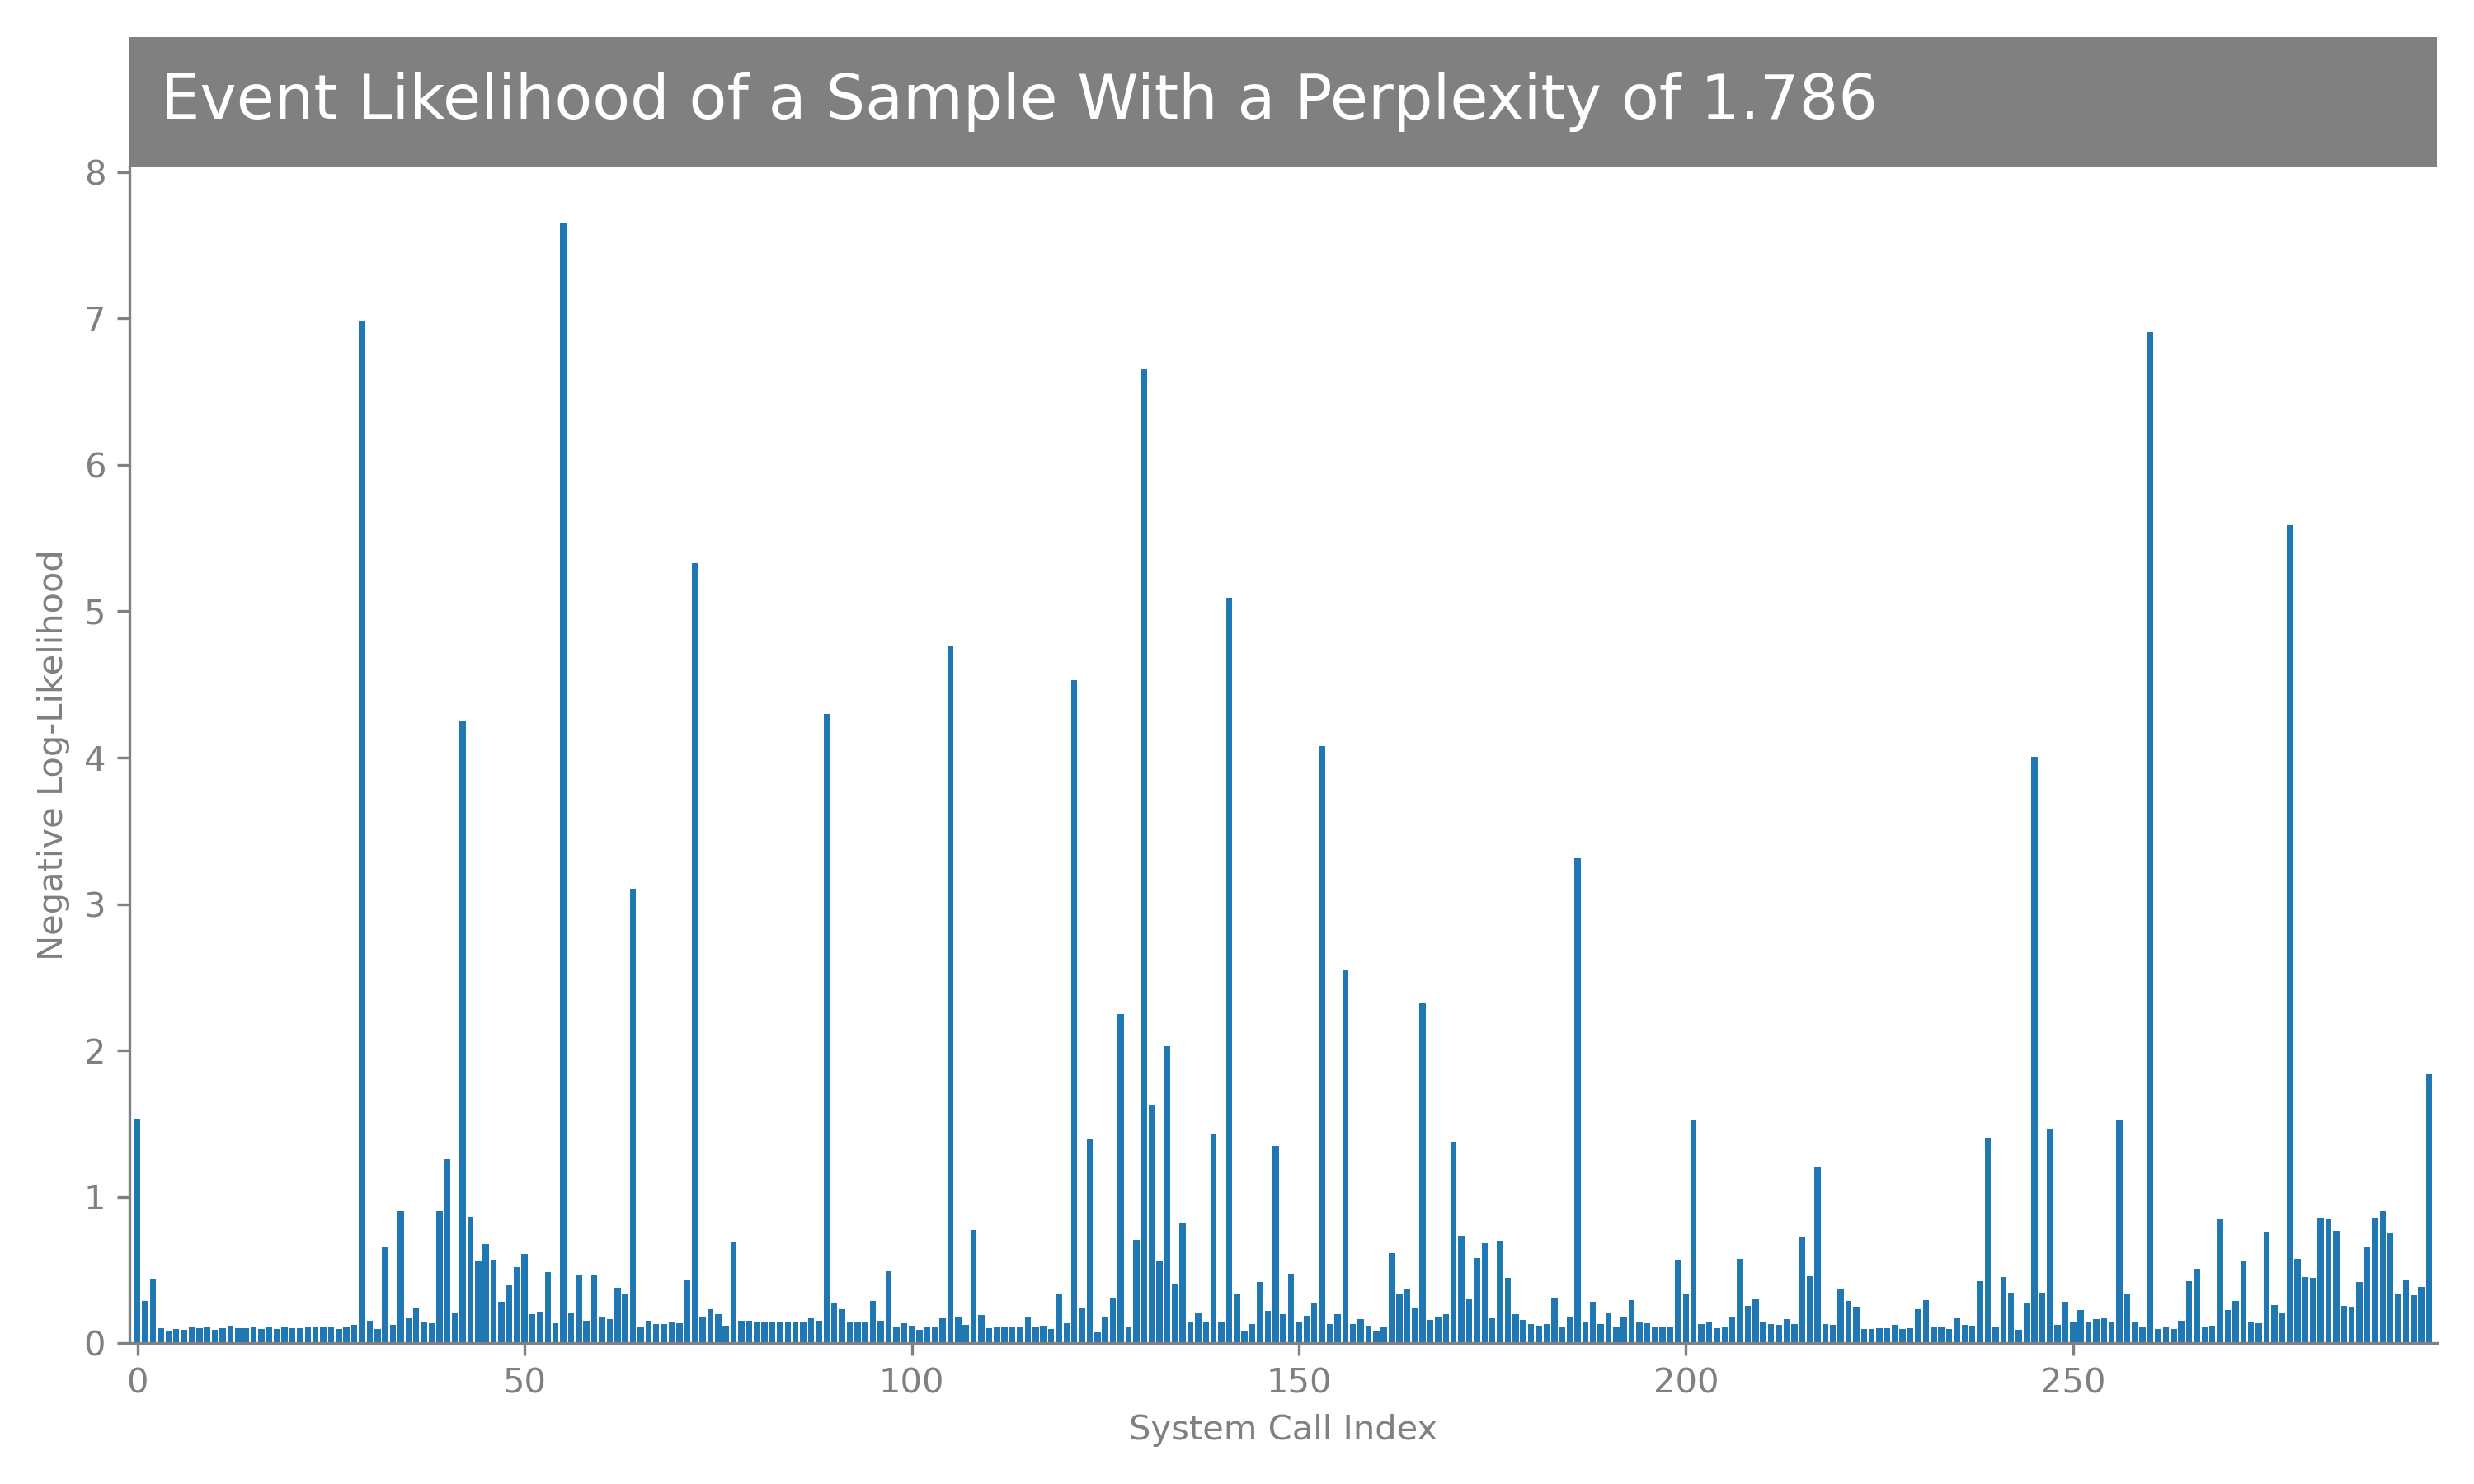 Event Likelihood of a Sample With a Perplexity of 1.786
8
7
6
5
4
3
2
1
0
Negative Log-Likelihood
0 50 100 150 200 250
System Call Index